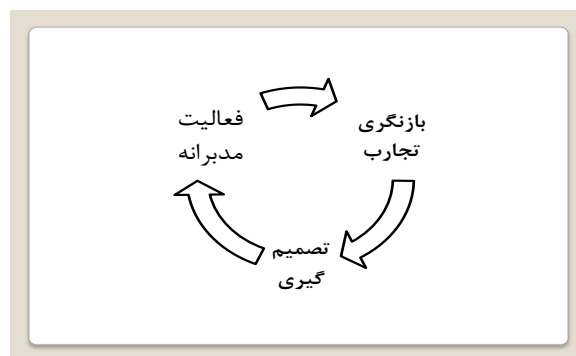 بازنگری
تجارب
تصمیم
گیری
فعالیت
مدبرانه